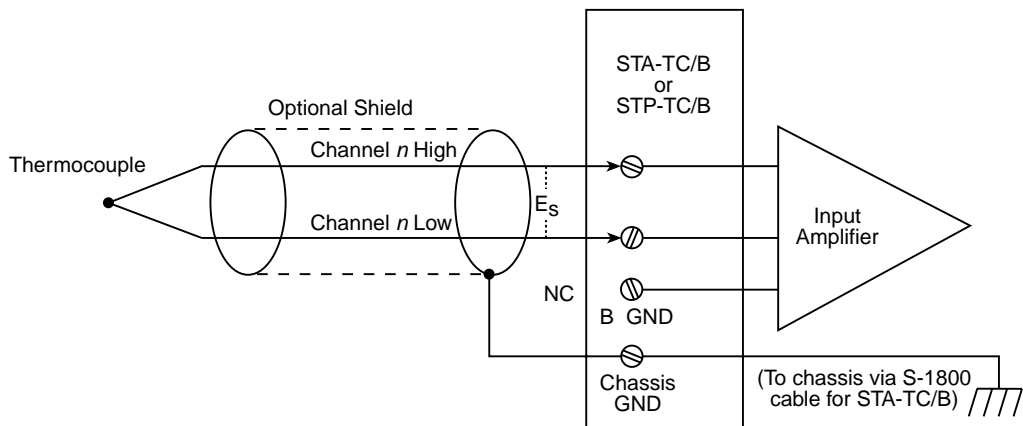 STA-TC/B
or
STP-TC/B
Optional Shield
Channel n High
Thermocouple
ES
Input
Amplifier
Channel n Low
NC
B GND
Chassis
GND
(To chassis via S-1800
cable for STA-TC/B)